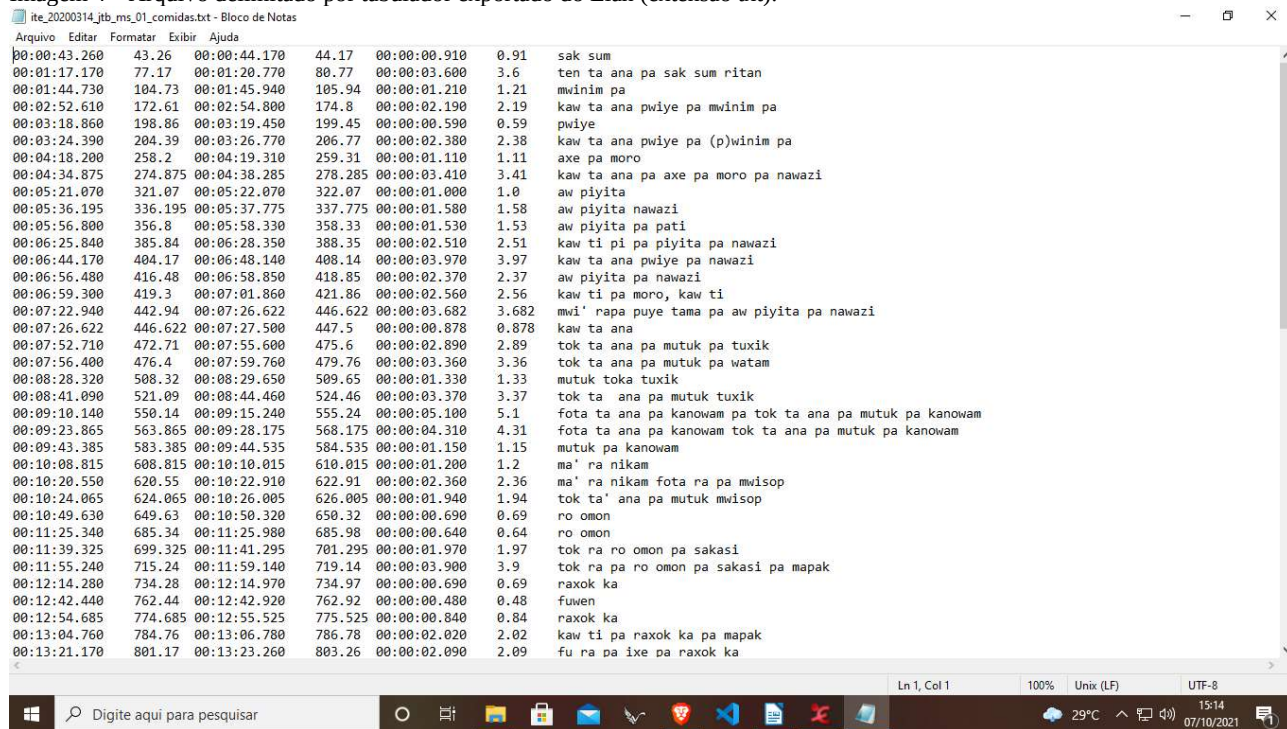 ite_20200314_jtb_ms_01_comidas.txt - Bloco de Notas
Arquivo Editar Formatar Exibir Ajuda
00:00:43.260 43.26 00:00:44.170 44.17 00:00:00.910 0.91 sak sum
00:01:17.170 77.17 00:01:20.770 80.77 00:00:03.600 3.6 ten ta ana pa sak sum ritan
00:01:44.730 104.73 00:01:45.940 105.94 00:00:01.210 1.21 mwinim pa
00:02:52.610 172.61 00:02:54.800 174.8 00:00:02.190 2.19 kaw ta ana pwiye pa mwinim pa
00:03:18.860 198.86 00:03:19.450 199.45 00:00:00.590 0.59 pwiye
00:03:24.390 204.39 00:03:26.770 206.77 00:00:02.380 2.38 kaw ta ana pwiye pa (p)winim pa
00:04:18.200 258.2 00:04:19.310 259.31 00:00:01.110 1.11 axe pa moro
00:04:34.875 274.875 00:04:38.285 278.285 00:00:03.410 3.41 kaw ta ana pa axe pa moro pa nawazi
00:05:21.070 321.07 00:05:22.070 322.07 00:00:01.000 1.0 aw piyita
00:05:36.195 336.195 00:05:37.775 337.775 00:00:01.580 1.58 aw piyita nawazi
00:05:56.800 356.8 00:05:58.330 358.33 00:00:01.530 1.53 aw piyita pa pati
00:06:25.840 385.84 00:06:28.350 388.35 00:00:02.510 2.51 kaw ti pi pa piyita pa nawazi
00:06:44.170 404.17 00:06:48.140 408.14 00:00:03.970 3.97 kaw ta ana pwiye pa nawazi
00:06:56.480 416.48 00:06:58.850 418.85 00:00:02.370 2.37 aw piyita pa nawazi
00:06:59.300 419.3 00:07:01.860 421.86 00:00:02.560 2.56 kaw ti pa moro, kaw ti
00:07:22.940 442.94 00:07:26.622 446.622 00:00:03.682 3.682 mwi' rapa puye tama pa aw piyita pa nawazi
00:07:26.622 446.622 00:07:27.500 447.5 00:00:00.878 0.878 kaw ta ana
00:07:52.710 472.71 00:07:55.600 475.6 00:00:02.890 2.89 tok ta ana pa mutuk pa tuxik
00:07:56.400 476.4 00:07:59.760 479.76 00:00:03.360 3.36 tok ta ana pa mutuk pa watam
00:08:28.320 508.32 00:08:29.650 509.65 00:00:01.330 1.33 mutuk toka tuxik
00:08:41.090 521.09 00:08:44.460 524.46 00:00:03.370 3.37 tok ta  ana pa mutuk tuxik
00:09:10.140 550.14 00:09:15.240 555.24 00:00:05.100 5.1 fota ta ana pa kanowam pa tok ta ana pa mutuk pa kanowam
00:09:23.865 563.865 00:09:28.175 568.175 00:00:04.310 4.31 fota ta ana pa kanowam tok ta ana pa mutuk pa kanowam
00:09:43.385 583.385 00:09:44.535 584.535 00:00:01.150 1.15 mutuk pa kanowam
00:10:08.815 608.815 00:10:10.015 610.015 00:00:01.200 1.2 ma' ra nikam
00:10:20.550 620.55 00:10:22.910 622.91 00:00:02.360 2.36 ma' ra nikam fota ra pa mwisop
00:10:24.065 624.065 00:10:26.005 626.005 00:00:01.940 1.94 tok ta' ana pa mutuk mwisop
00:10:49.630 649.63 00:10:50.320 650.32 00:00:00.690 0.69 ro omon
00:11:25.340 685.34 00:11:25.980 685.98 00:00:00.640 0.64 ro omon
00:11:39.325 699.325 00:11:41.295 701.295 00:00:01.970 1.97 tok ra ro omon pa sakasi
00:11:55.240 715.24 00:11:59.140 719.14 00:00:03.900 3.9 tok ra pa ro omon pa sakasi pa mapak
00:12:14.280 734.28 00:12:14.970 734.97 00:00:00.690 0.69 raxok ka
00:12:42.440 762.44 00:12:42.920 762.92 00:00:00.480 0.48 fuwen
00:12:54.685 774.685 00:12:55.525 775.525 00:00:00.840 0.84 raxok ka
00:13:04.760 784.76 00:13:06.780 786.78 00:00:02.020 2.02 kaw ti pa raxok ka pa mapak
00:13:21.170 801.17 00:13:23.260 803.26 00:00:02.090 2.09 fu ra pa ixe pa raxok ka
Ln 1, Col 1 100% Unix (LF) UTF-8
Digite aqui para pesquisar 29°C 15:14
07/10/2021